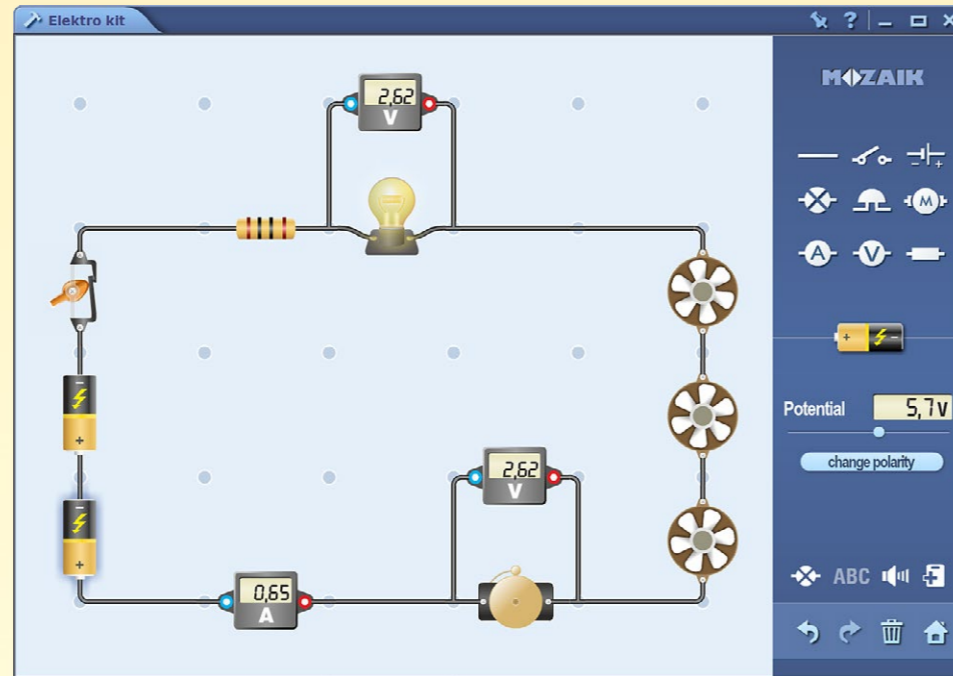 Elektro kit
?
MOZAIK
2,62
V
M
A
V
+ -
-
+
Potential 5,7V
change polarity
2,62
V
-
+
0,65
A
ABC